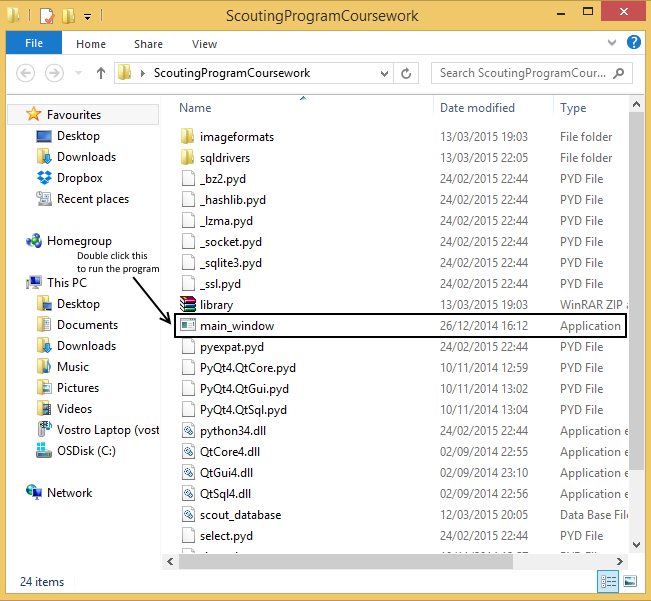 ScoutingProgramCoursework
File Home Share View
ScoutingProgramCoursework
Search ScoutingProgramCour...
Favourites
Desktop
Downloads
Dropbox
Recent places
Homegroup
Double click this
to run the program
This PC
Desktop
Documents
Downloads
Music
Pictures
Videos
Vostro Laptop (vost
OSDisk (C:)
Network
Name Date modified Type
imageformats 13/03/2015 19:03 File folder
sqldrivers 13/03/2015 22:05 File folder
_bz2.pyd 24/02/2015 22:44 PYD File
_hashlib.pyd 24/02/2015 22:44 PYD File
_lzma.pyd 24/02/2015 22:44 PYD File
_socket.pyd 24/02/2015 22:44 PYD File
_sqlite3.pyd 24/02/2015 22:44 PYD File
_ssl.pyd 24/02/2015 22:44 PYD File
library 13/03/2015 19:03 WinRAR ZIP a
main_window 26/12/2014 16:12 Application
pyexpat.pyd 24/02/2015 22:44 PYD File
PyQt4.QtCore.pyd 10/11/2014 12:59 PYD File
PyQt4.QtGui.pyd 10/11/2014 13:02 PYD File
PyQt4.QtSql.pyd 10/11/2014 13:04 PYD File
python34.dll 24/02/2015 22:44 Application e
QtCore4.dll 02/09/2014 22:55 Application e
QtGui4.dll 02/09/2014 23:10 Application e
QtSql4.dll 02/09/2014 22:56 Application e
scout_database 12/03/2015 20:05 Data Base File
select.pyd 24/02/2015 22:44 PYD File
24 items